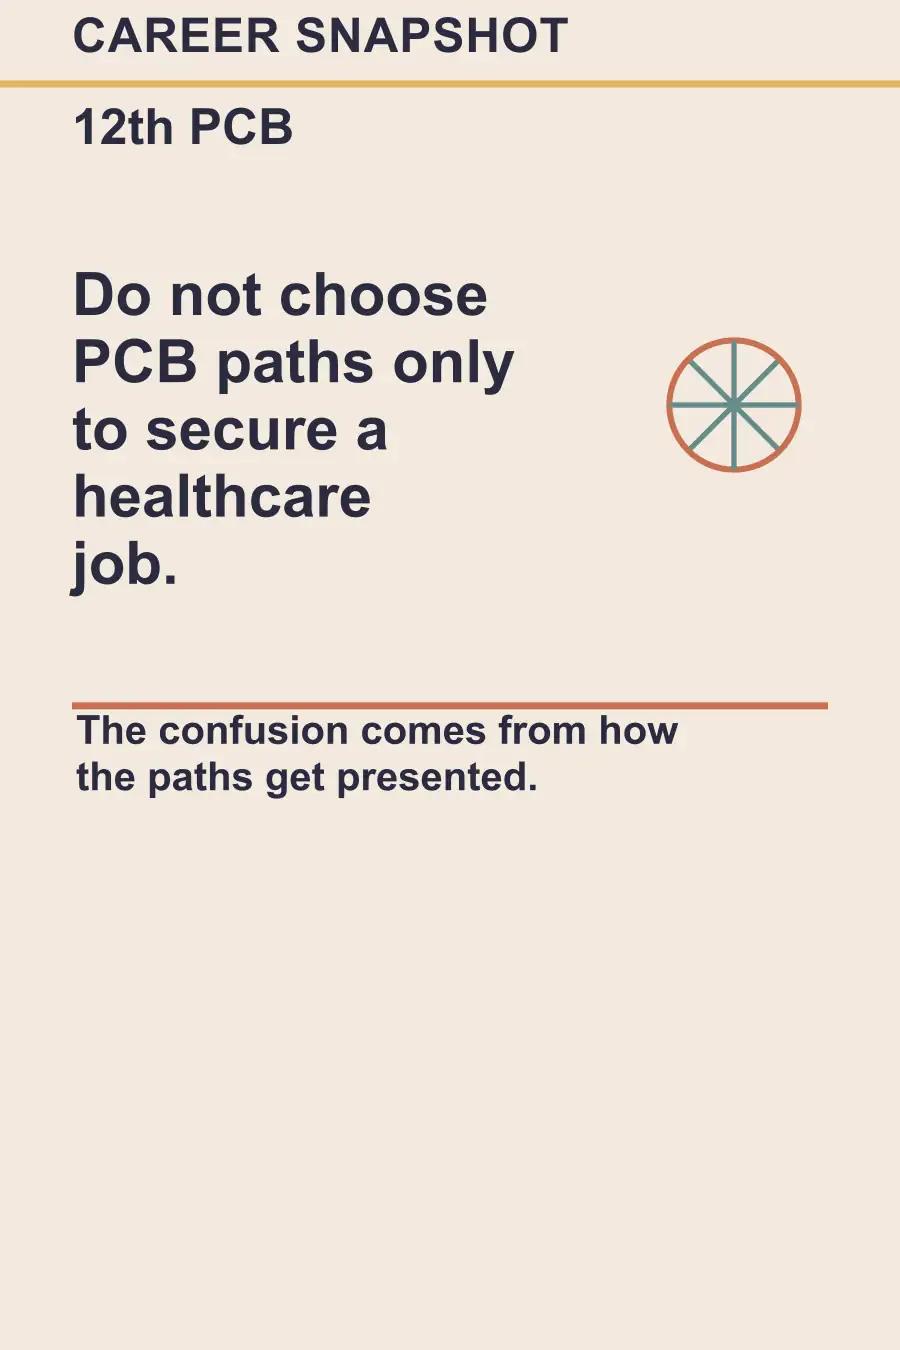 CAREER SNAPSHOT
12th PCB
Do not choose
PCB paths only
to secure a
healthcare
job.
The confusion comes from how
the paths get presented.